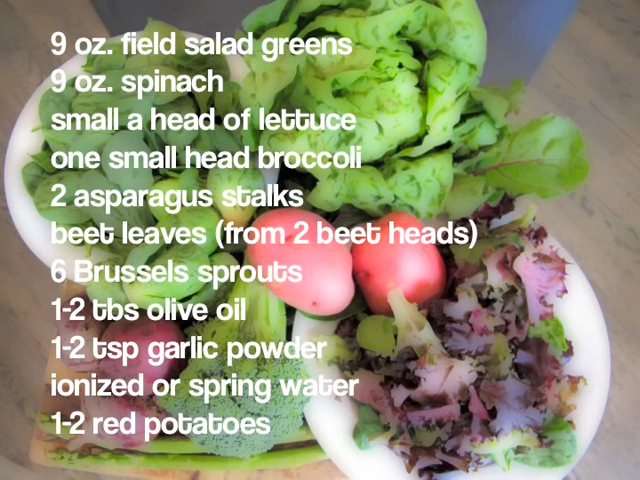 9 oz. field salad greens
9 oz. spinach
small a head of lettuce
one small head broccoli
2 asparagus stalks
beet leaves (from 2 beet heads)
6 Brussels sprouts
1-2 tbs olive oil
1-2 tsp garlic powder
ionized or spring water
1-2 red potatoes